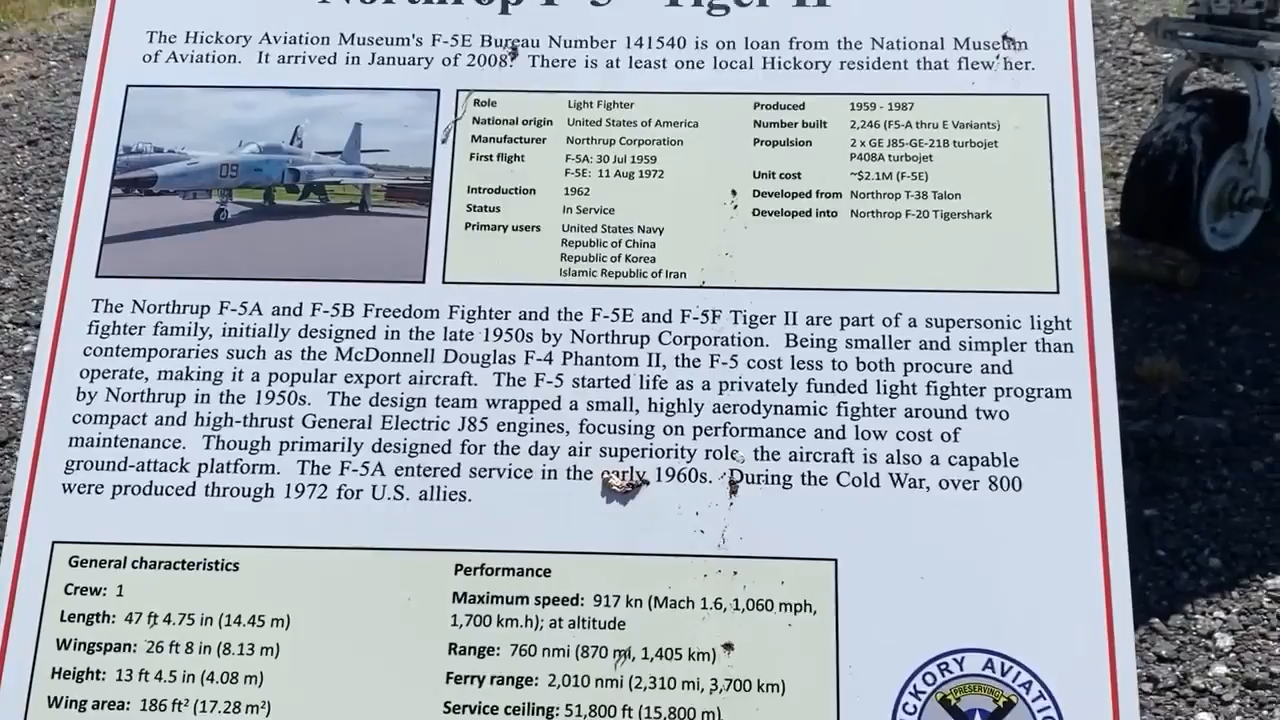 Northrop F-5 Tiger II
The Hickory Aviation Museum's F-5E Bureau Number 141540 is on loan from the National Museum
of Aviation. It arrived in January of 2008. There is at least one local Hickory resident that flew her.
09
Role Light Fighter
National origin United States of America
Manufacturer Northrup Corporation
First flight F-5A: 30 Jul 1959
F-5E: 11 Aug 1972
Introduction 1962
Status In Service
Primary users United States Navy
Republic of China
Republic of Korea
Islamic Republic of Iran
Produced 1959 - 1987
Number built 2,246 (F5-A thru E Variants)
Propulsion 2 x GE J85-GE-21B turbojet
P408A turbojet
Unit cost ~$2.1M (F-5E)
Developed from Northrop T-38 Talon
Developed into Northrop F-20 Tigershark
The Northrup F-5A and F-5B Freedom Fighter and the F-5E and F-5F Tiger II are part of a supersonic light
fighter family, initially designed in the late 1950s by Northrup Corporation. Being smaller and simpler than
contemporaries such as the McDonnell Douglas F-4 Phantom II, the F-5 cost less to both procure and
operate, making it a popular export aircraft. The F-5 started life as a privately funded light fighter program
by Northrup in the 1950s. The design team wrapped a small, highly aerodynamic fighter around two
compact and high-thrust General Electric J85 engines, focusing on performance and low cost of
maintenance. Though primarily designed for the day air superiority role, the aircraft is also a capable
ground-attack platform. The F-5A entered service in the early 1960s. During the Cold War, over 800
were produced through 1972 for U.S. allies.
General characteristics
Crew: 1
Length: 47 ft 4.75 in (14.45 m)
Wingspan: 26 ft 8 in (8.13 m)
Height: 13 ft 4.5 in (4.08 m)
Wing area: 186 ft² (17.28 m²)
Performance
Maximum speed: 917 kn (Mach 1.6, 1,060 mph,
1,700 km.h); at altitude
Range: 760 nmi (870 mi, 1,405 km)
Ferry range: 2,010 nmi (2,310 mi, 3,700 km)
Service ceiling: 51,800 ft (15,800 m)
HICKORY AVIATIO
PRESERVING